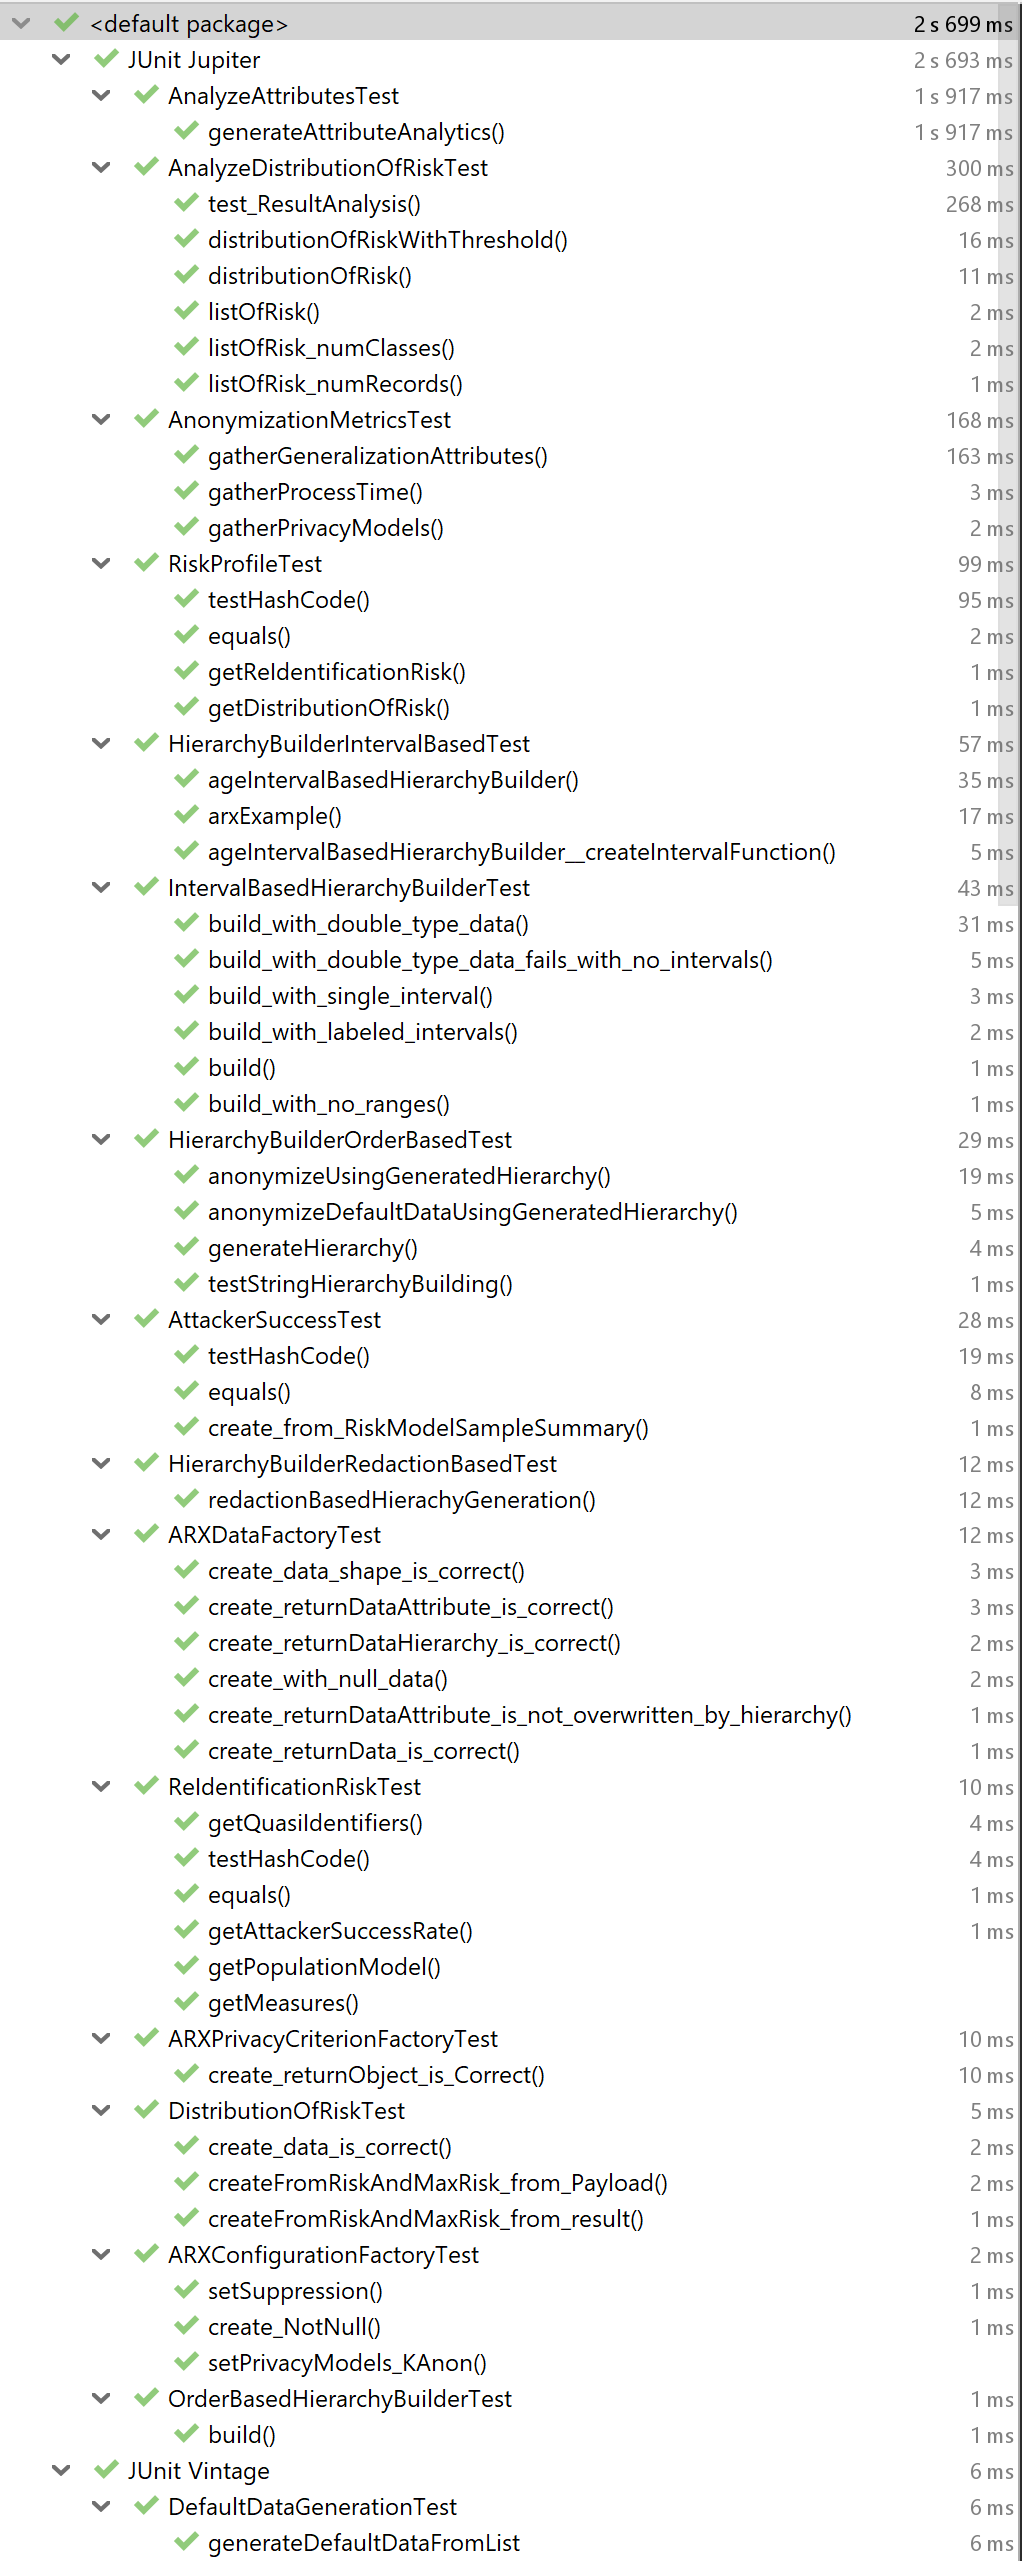 <default package> 2 s 699 ms
JUnit Jupiter 2 s 693 ms
AnalyzeAttributesTest 1 s 917 ms
generateAttributeAnalytics() 1 s 917 ms
AnalyzeDistributionOfRiskTest 300 ms
test_ResultAnalysis() 268 ms
distributionOfRiskWithThreshold() 16 ms
distributionOfRisk() 11 ms
listOfRisk() 2 ms
listOfRisk_numClasses() 2 ms
listOfRisk_numRecords() 1 ms
AnonymizationMetricsTest 168 ms
gatherGeneralizationAttributes() 163 ms
gatherProcessTime() 3 ms
gatherPrivacyModels() 2 ms
RiskProfileTest 99 ms
testHashCode() 95 ms
equals() 2 ms
getReIdentificationRisk() 1 ms
getDistributionOfRisk() 1 ms
HierarchyBuilderIntervalBasedTest 57 ms
ageIntervalBasedHierarchyBuilder() 35 ms
arxExample() 17 ms
ageIntervalBasedHierarchyBuilder__createIntervalFunction() 5 ms
IntervalBasedHierarchyBuilderTest 43 ms
build_with_double_type_data() 31 ms
build_with_double_type_data_fails_with_no_intervals() 5 ms
build_with_single_interval() 3 ms
build_with_labeled_intervals() 2 ms
build() 1 ms
build_with_no_ranges() 1 ms
HierarchyBuilderOrderBasedTest 29 ms
anonymizeUsingGeneratedHierarchy() 19 ms
anonymizeDefaultDataUsingGeneratedHierarchy() 5 ms
generateHierarchy() 4 ms
testStringHierarchyBuilding() 1 ms
AttackerSuccessTest 28 ms
testHashCode() 19 ms
equals() 8 ms
create_from_RiskModelSampleSummary() 1 ms
HierarchyBuilderRedactionBasedTest 12 ms
redactionBasedHierachyGeneration() 12 ms
ARXDataFactoryTest 12 ms
create_data_shape_is_correct() 3 ms
create_returnDataAttribute_is_correct() 3 ms
create_returnDataHierarchy_is_correct() 2 ms
create_with_null_data() 2 ms
create_returnDataAttribute_is_not_overwritten_by_hierarchy() 1 ms
create_returnData_is_correct() 1 ms
ReIdentificationRiskTest 10 ms
getQuasiIdentifiers() 4 ms
testHashCode() 4 ms
equals() 1 ms
getAttackerSuccessRate() 1 ms
getPopulationModel()
getMeasures()
ARXPrivacyCriterionFactoryTest 10 ms
create_returnObject_is_Correct() 10 ms
DistributionOfRiskTest 5 ms
create_data_is_correct() 2 ms
createFromRiskAndMaxRisk_from_Payload() 2 ms
createFromRiskAndMaxRisk_from_result() 1 ms
ARXConfigurationFactoryTest 2 ms
setSuppression() 1 ms
create_NotNull() 1 ms
setPrivacyModels_KAnon()
OrderBasedHierarchyBuilderTest 1 ms
build() 1 ms
JUnit Vintage 6 ms
DefaultDataGenerationTest 6 ms
generateDefaultDataFromList 6 ms